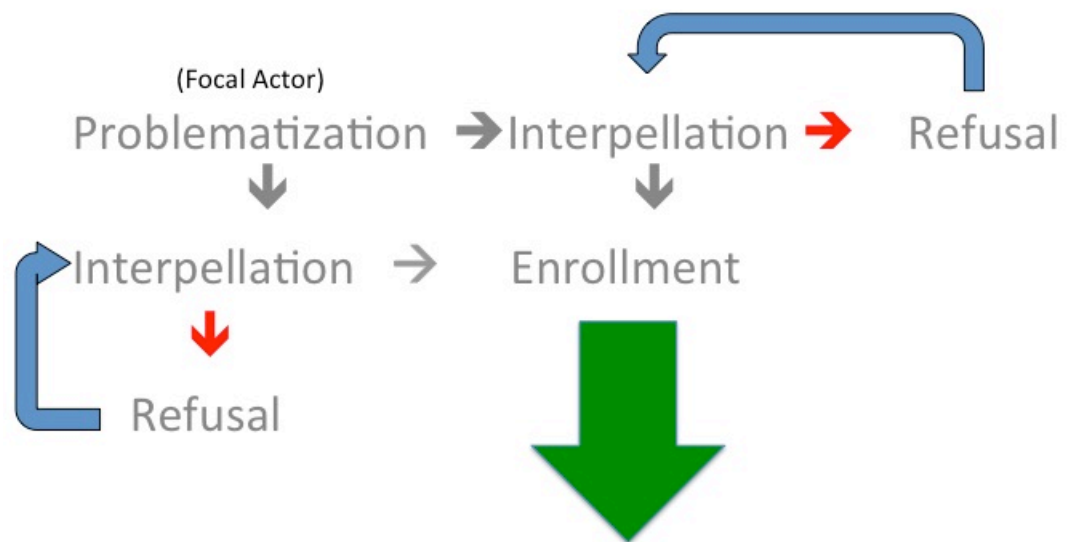 (Focal Actor)
Problematization Interpellation Refusal
Interpellation Enrollment
Refusal